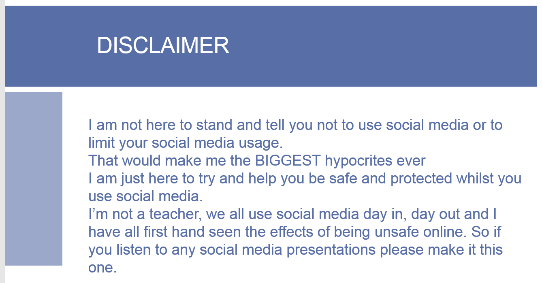 DISCLAIMER
I am not here to stand and tell you not to use social media or to
limit your social media usage.
That would make me the BIGGEST hypocrites ever
I am just here to try and help you be safe and protected whilst you
use social media.
I'm not a teacher, we all use social media day in, day out and I
have all first hand seen the effects of being unsafe online. So if
you listen to any social media presentations please make it this
one.